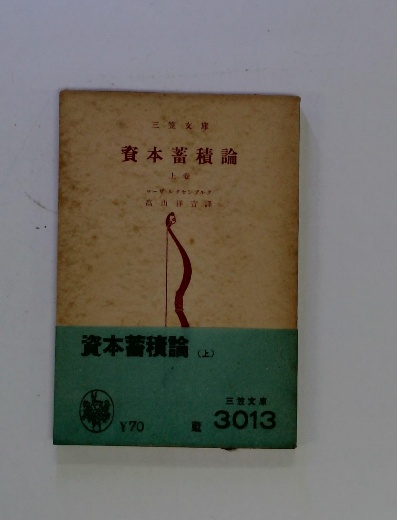 三笠文庫
資本蓄積論
上巻
ローザ・ルクセンブルク
高山洋吉譯
資本蓄積論(上)
三笠文庫
¥70
3013